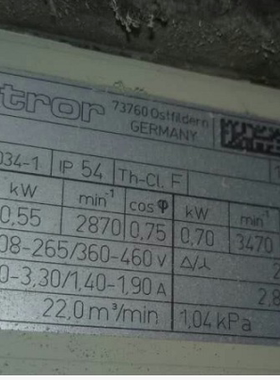 tror 73760 Ostfildern
GERMANY
034-1 IP 54 Th-Cl. F
kW min⁻¹ cos φ kW min⁻¹
0,55 2870 0,75 0,70 3470
08-265/360-460 V Δ/⅄
0-3,30/1,40-1,90 A 2,8
22,0 m³/min 1,04 kPa